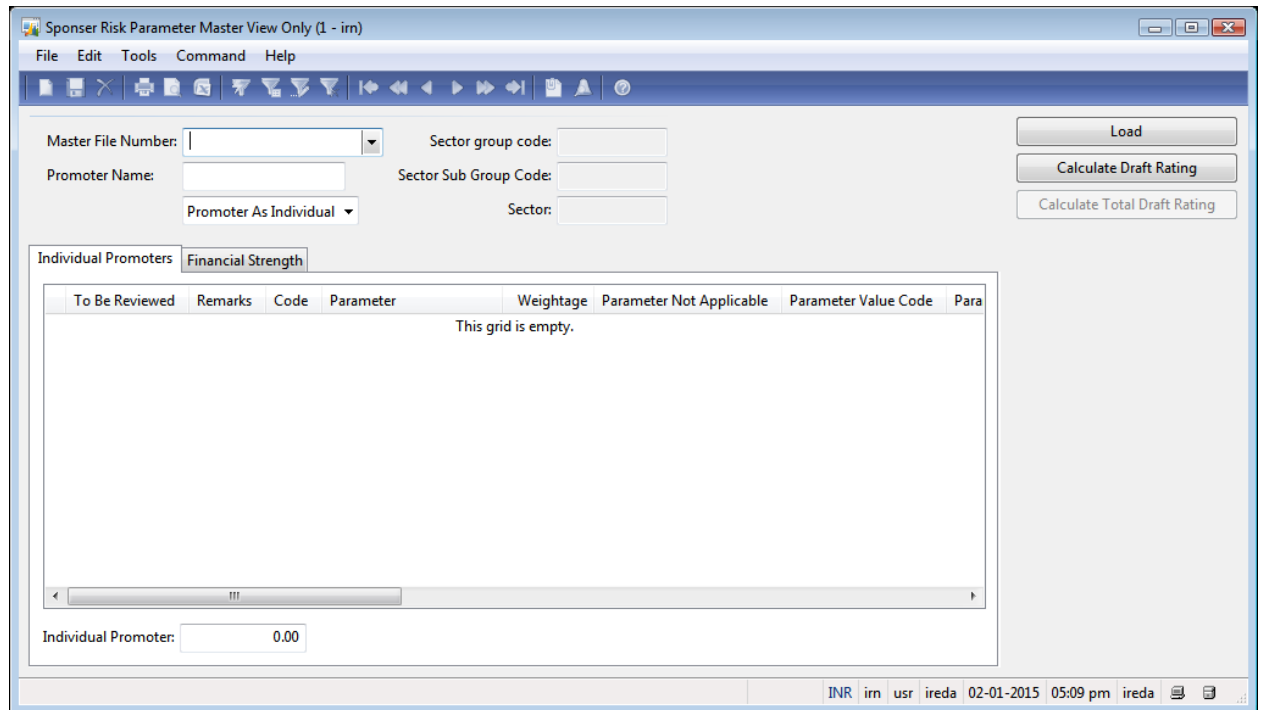 Sponser Risk Parameter Master View Only (1 - irn)
File Edit Tools Command Help
Master File Number: Sector group code: Load
Promoter Name: Sector Sub Group Code: Calculate Draft Rating
Promoter As Individual Sector: Calculate Total Draft Rating
Individual Promoters Financial Strength
To Be Reviewed Remarks Code Parameter Weightage Parameter Not Applicable Parameter Value Code Para
This grid is empty.
Individual Promoter: 0.00
INR irn usr ireda 02-01-2015 05:09 pm ireda